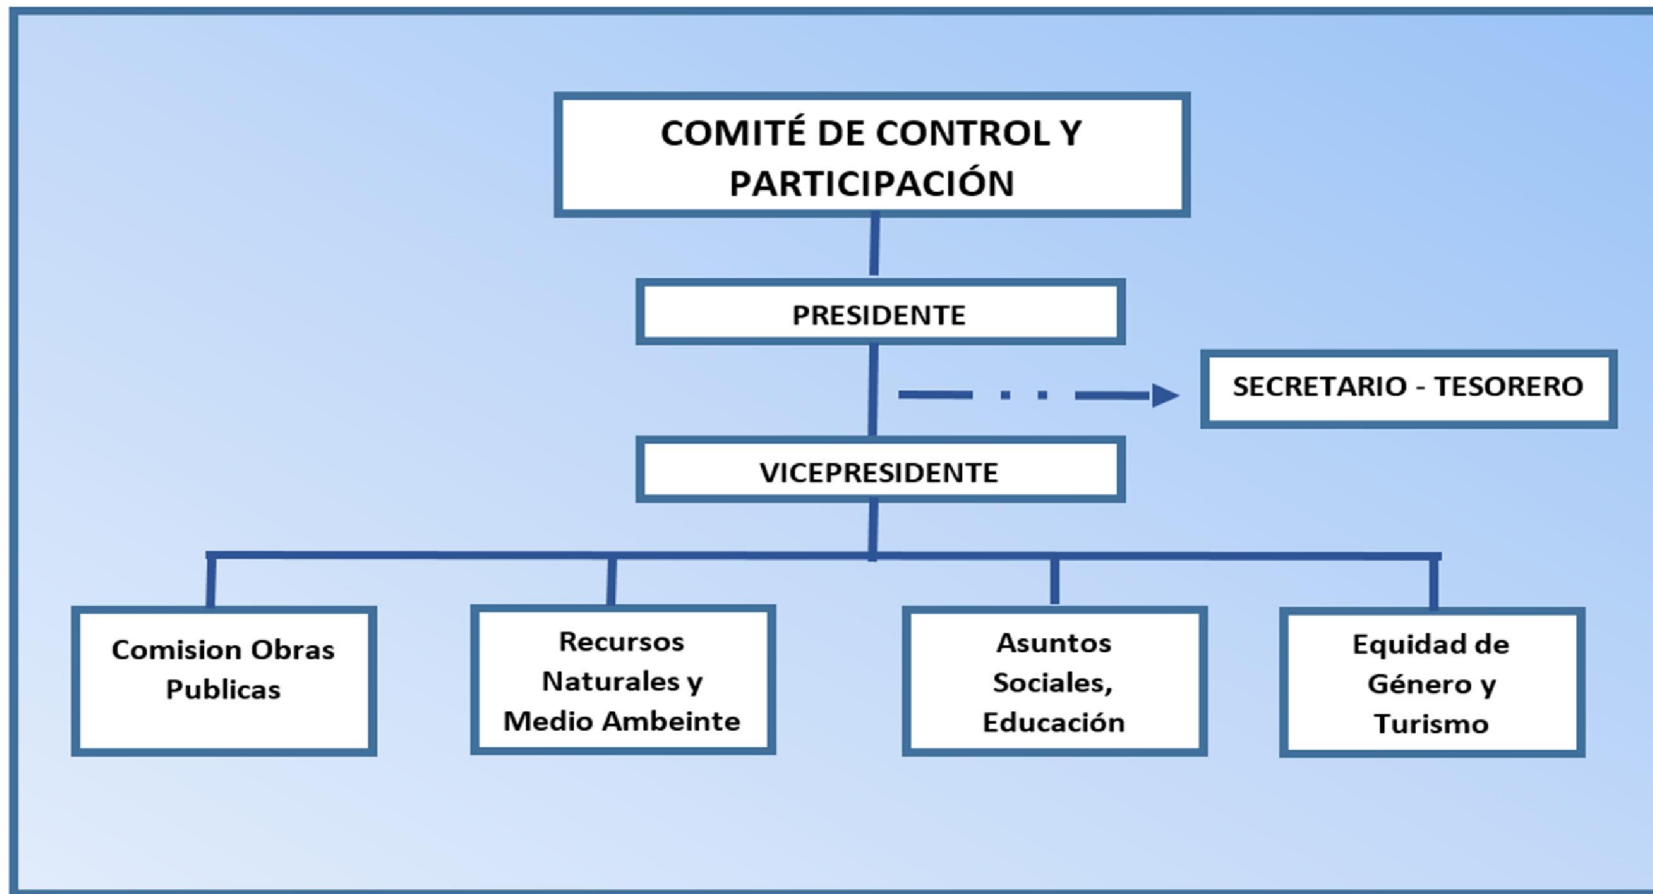 COMITÉ DE CONTROL Y
PARTICIPACIÓN
PRESIDENTE
SECRETARIO - TESORERO
VICEPRESIDENTE
Comision Obras
Publicas
Recursos
Naturales y
Medio Ambeinte
Asuntos
Sociales,
Educación
Equidad de
Género y
Turismo